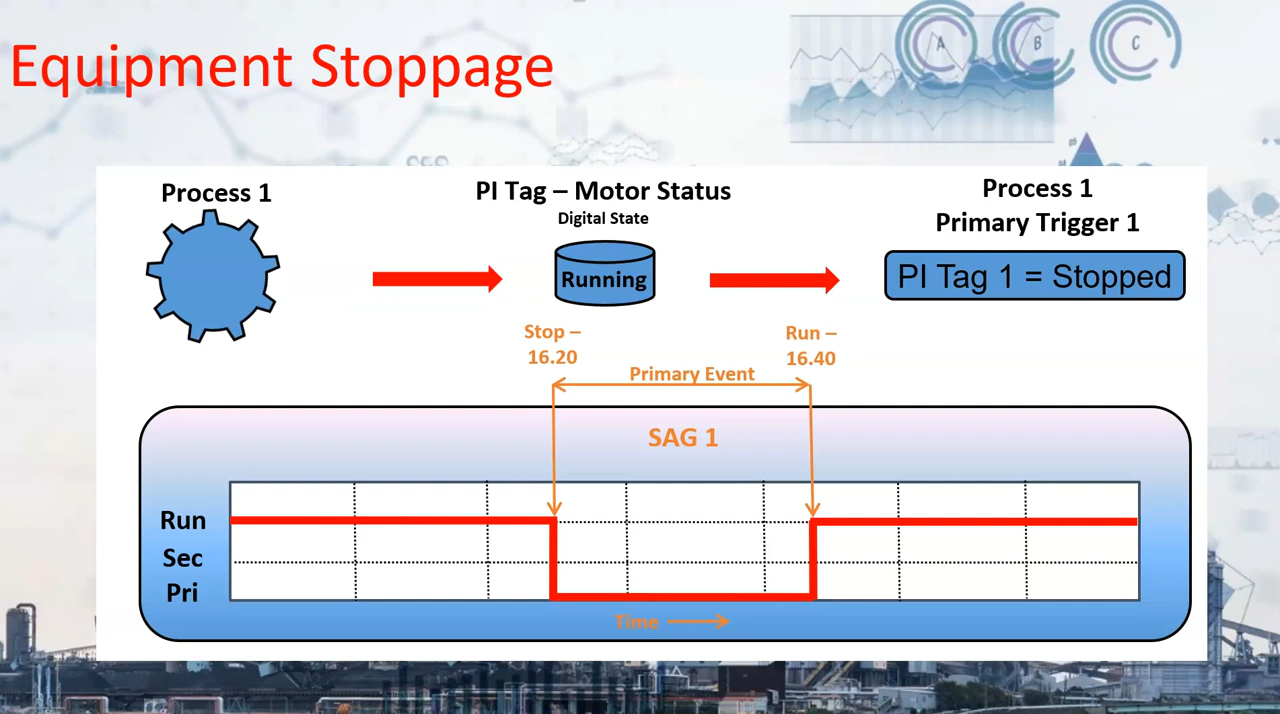 Equipment Stoppage
A
B
C
Process 1
PI Tag – Motor Status
Digital State
Running
Process 1
Primary Trigger 1
PI Tag 1 = Stopped
Stop –
16.20
Run –
16.40
Primary Event
SAG 1
Run
Sec
Pri
Time